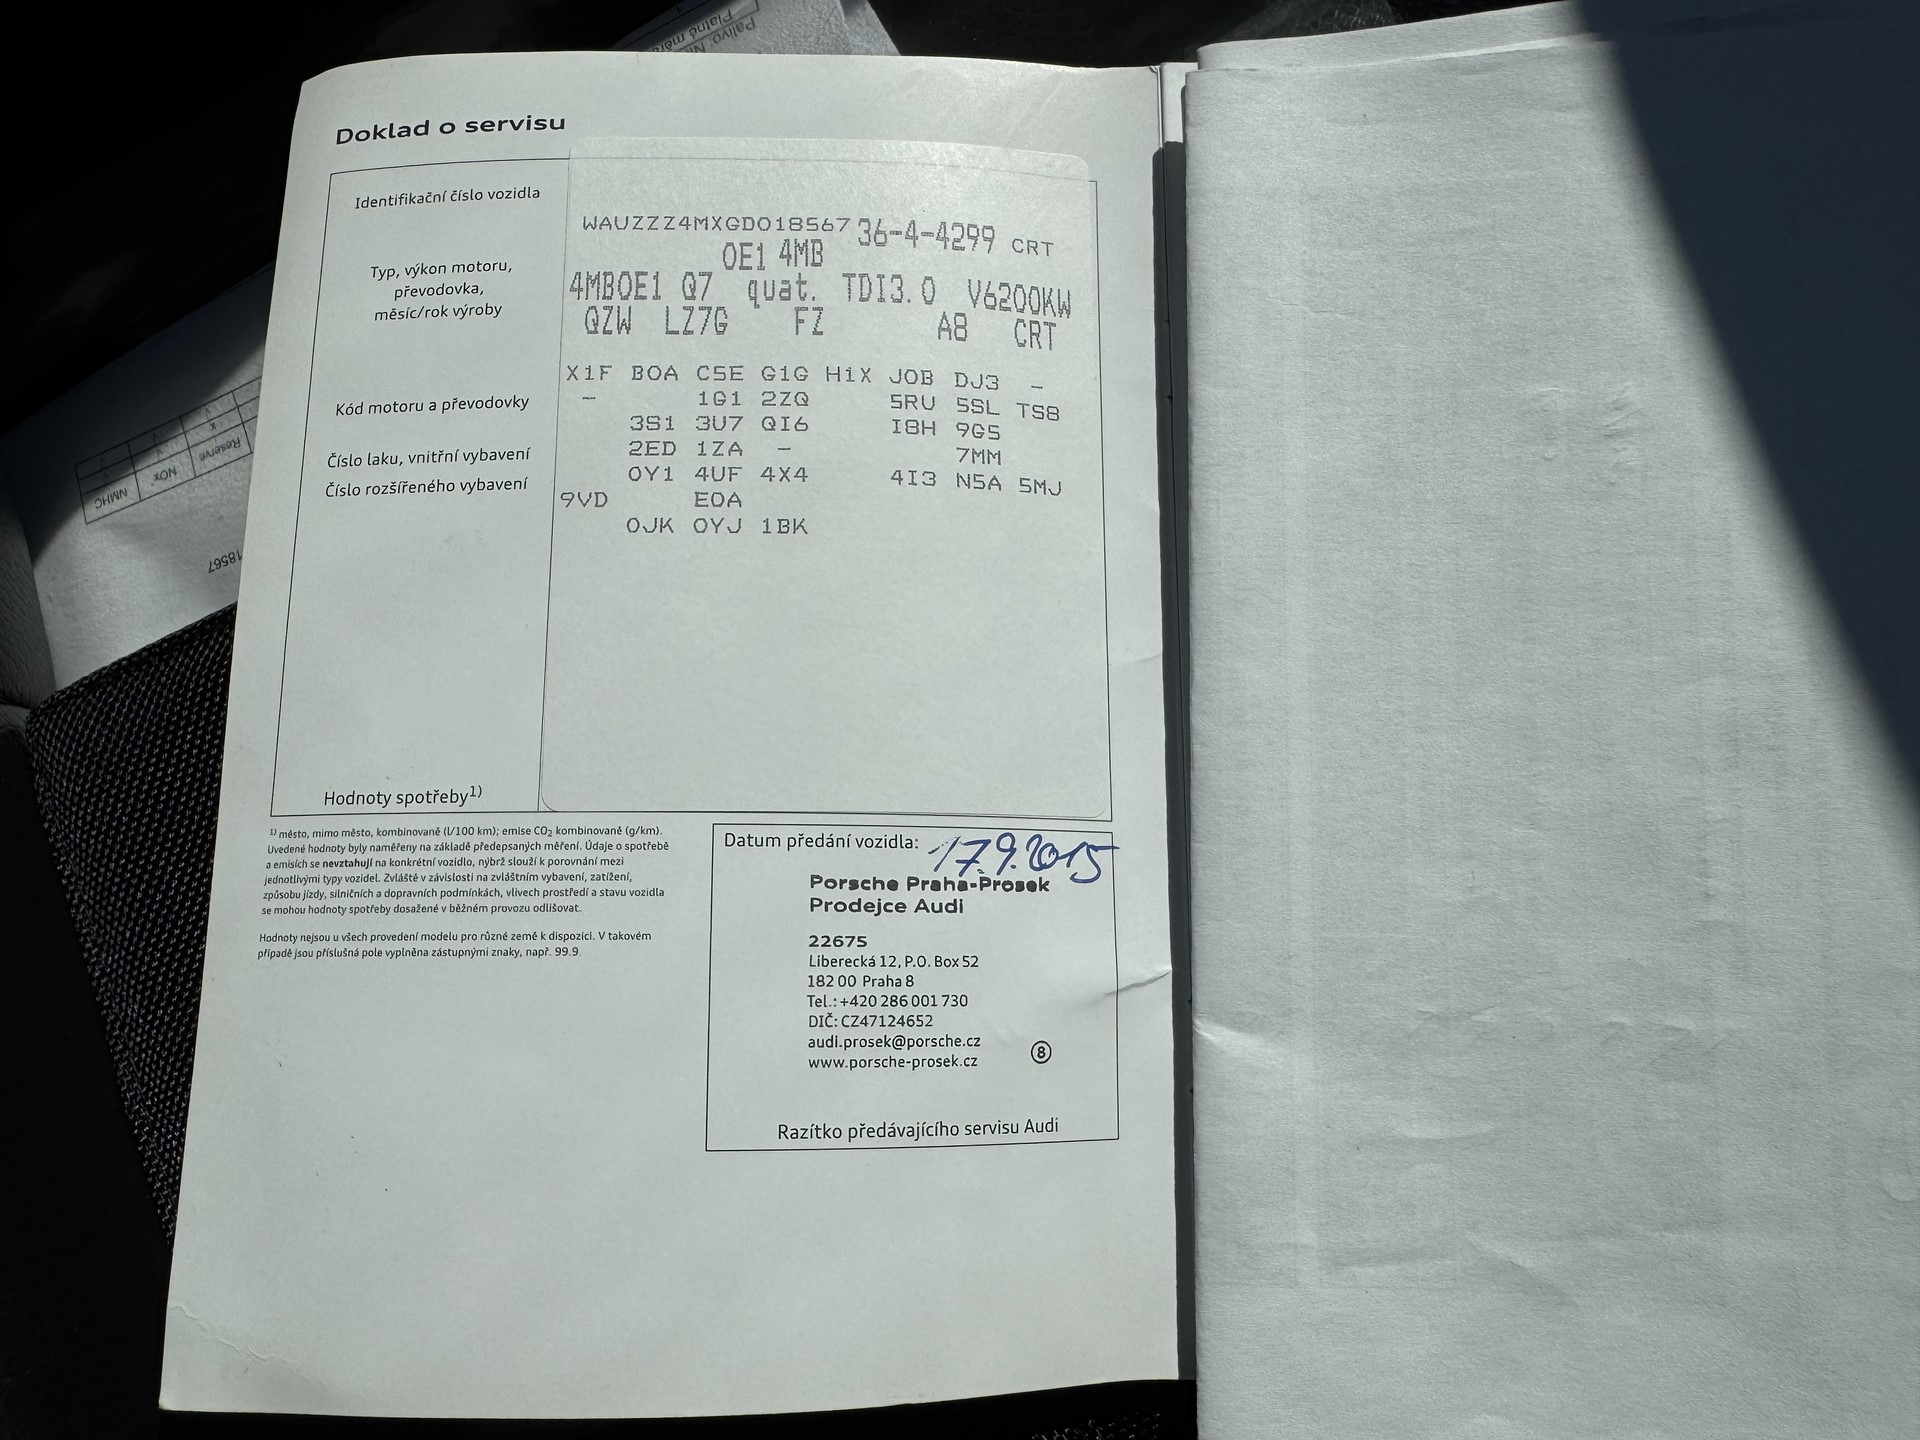 Palivo: N
Platná měře
Doklad o servisu
Identifikační číslo vozidla
WAUZZZ4MXGD018567 36-4-4299 CRT
0E1 4MB
Typ, výkon motoru,
převodovka,
měsíc/rok výroby
4MB0E1 Q7 quat. TDI3.0 V6200KW
QZW LZ7G FZ A8 CRT
X1F B0A C5E G1G H1X J0B DJ3 -
Kód motoru a převodovky
- 1G1 2ZQ 5RU 5SL TS8
3S1 3U7 QI6 I8H 9G5
Číslo laku, vnitřní vybavení
2ED 1ZA - 7MM
Číslo rozšířeného vybavení
0Y1 4UF 4X4 4I3 N5A 5MJ
9VD E0A
0JK 0YJ 1BK
NMHC
NOx
Reserve
18567
Hodnoty spotřeby1)
1) město, mimo město, kombinované (l/100 km); emise CO2 kombinované (g/km).
Uvedené hodnoty byly naměřeny na základě předepsaných měření. Údaje o spotřebě
a emisích se nevztahují na konkrétní vozidlo, nýbrž slouží k porovnání mezi
jednotlivými typy vozidel. Zvláště v závislosti na zvláštním vybavení, zatížení,
způsobu jízdy, silničních a dopravních podmínkách, vlivech prostředí a stavu vozidla
se mohou hodnoty spotřeby dosažené v běžném provozu odlišovat.
Hodnoty nejsou u všech provedení modelu pro různé země k dispozici. V takovém
případě jsou příslušná pole vyplněna zástupnými znaky, např. 99.9.
Datum předání vozidla: 17.9.2015
Porsche Praha-Prosek
Prodejce Audi
22675
Liberecká 12, P.O. Box 52
182 00 Praha 8
Tel.: +420 286 001 730
DIČ: CZ47124652
audi.prosek@porsche.cz
www.porsche-prosek.cz
8
Razítko předávajícího servisu Audi